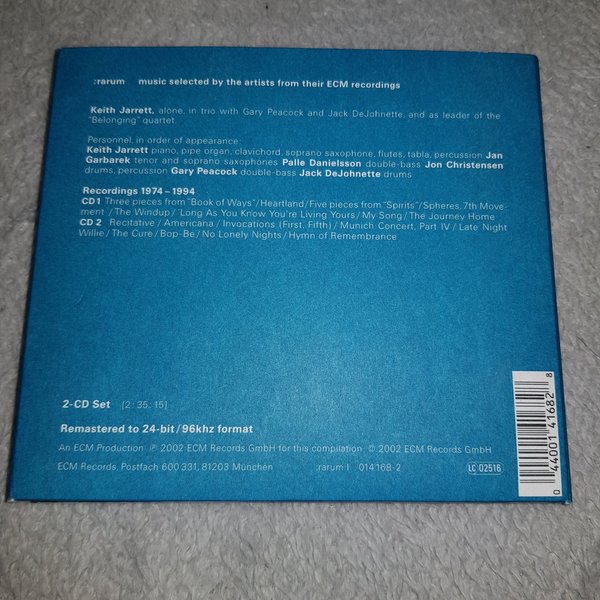 :rarum music selected by the artists from their ECM recordings
Keith Jarrett, alone, in trio with Gary Peacock and Jack DeJohnette, and as leader of the
"Belonging" quartet.
Personnel, in order of appearance
Keith Jarrett piano, pipe organ, clavichord, soprano saxophone, flutes, tabla, percussion Jan
Garbarek tenor and soprano saxophones Palle Danielsson double-bass Jon Christensen
drums, percussion Gary Peacock double-bass Jack DeJohnette drums
Recordings 1974–1994
CD 1 Three pieces from "Book of Ways"/Heartland/Five pieces from "Spirits"/Spheres, 7th Move-
ment/The Windup/'Long As You Know You're Living Yours/My Song/The Journey Home
CD 2 Recitative/Americana/Invocations (First, Fifth)/Munich Concert, Part IV/Late Night
Willie/The Cure/Bop-Be/No Lonely Nights/Hymn of Remembrance
2-CD Set [2:35:15]
Remastered to 24-bit/96khz format
An ECM Production ℗ 2002 ECM Records GmbH for this compilation © 2002 ECM Records GmbH
ECM Records, Postfach 600 331, 81203 München :rarum I 014 168-2 LC 02516
0 44001 41682 8